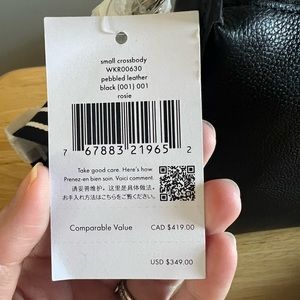 small crossbody
WKR00630
pebbled leather
black (001) 001
rosie
7 67883 21965 2
Take good care. Here's how.
Prenez-en bien soin. Voici comment.
请妥善维护。这里是具体做法。
お手入れ方法はこちらをご覧ください。
Comparable Value
CAD $419.00
USD $349.00